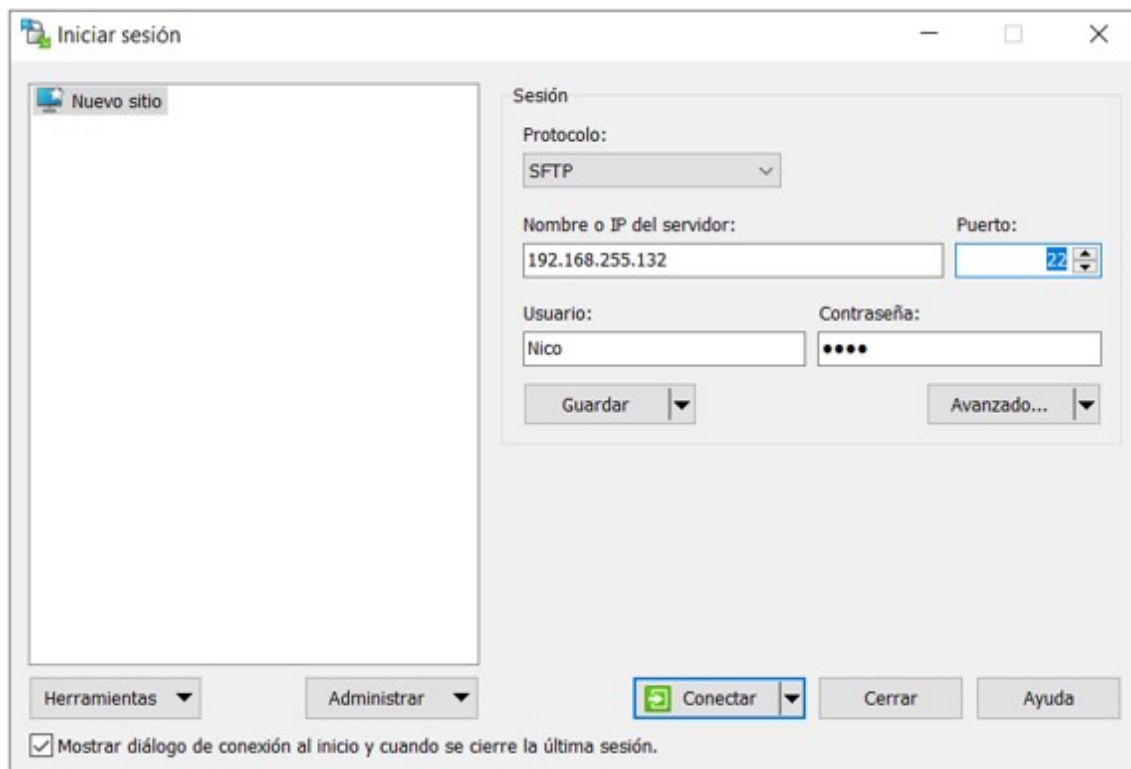 Iniciar sesión
Nuevo sitio
Sesión
Protocolo:
SFTP
Nombre o IP del servidor: Puerto:
192.168.255.132 22
Usuario: Contraseña:
Nico ●●●●
Guardar Avanzado...
Herramientas Administrar Conectar Cerrar Ayuda
Mostrar diálogo de conexión al inicio y cuando se cierre la última sesión.